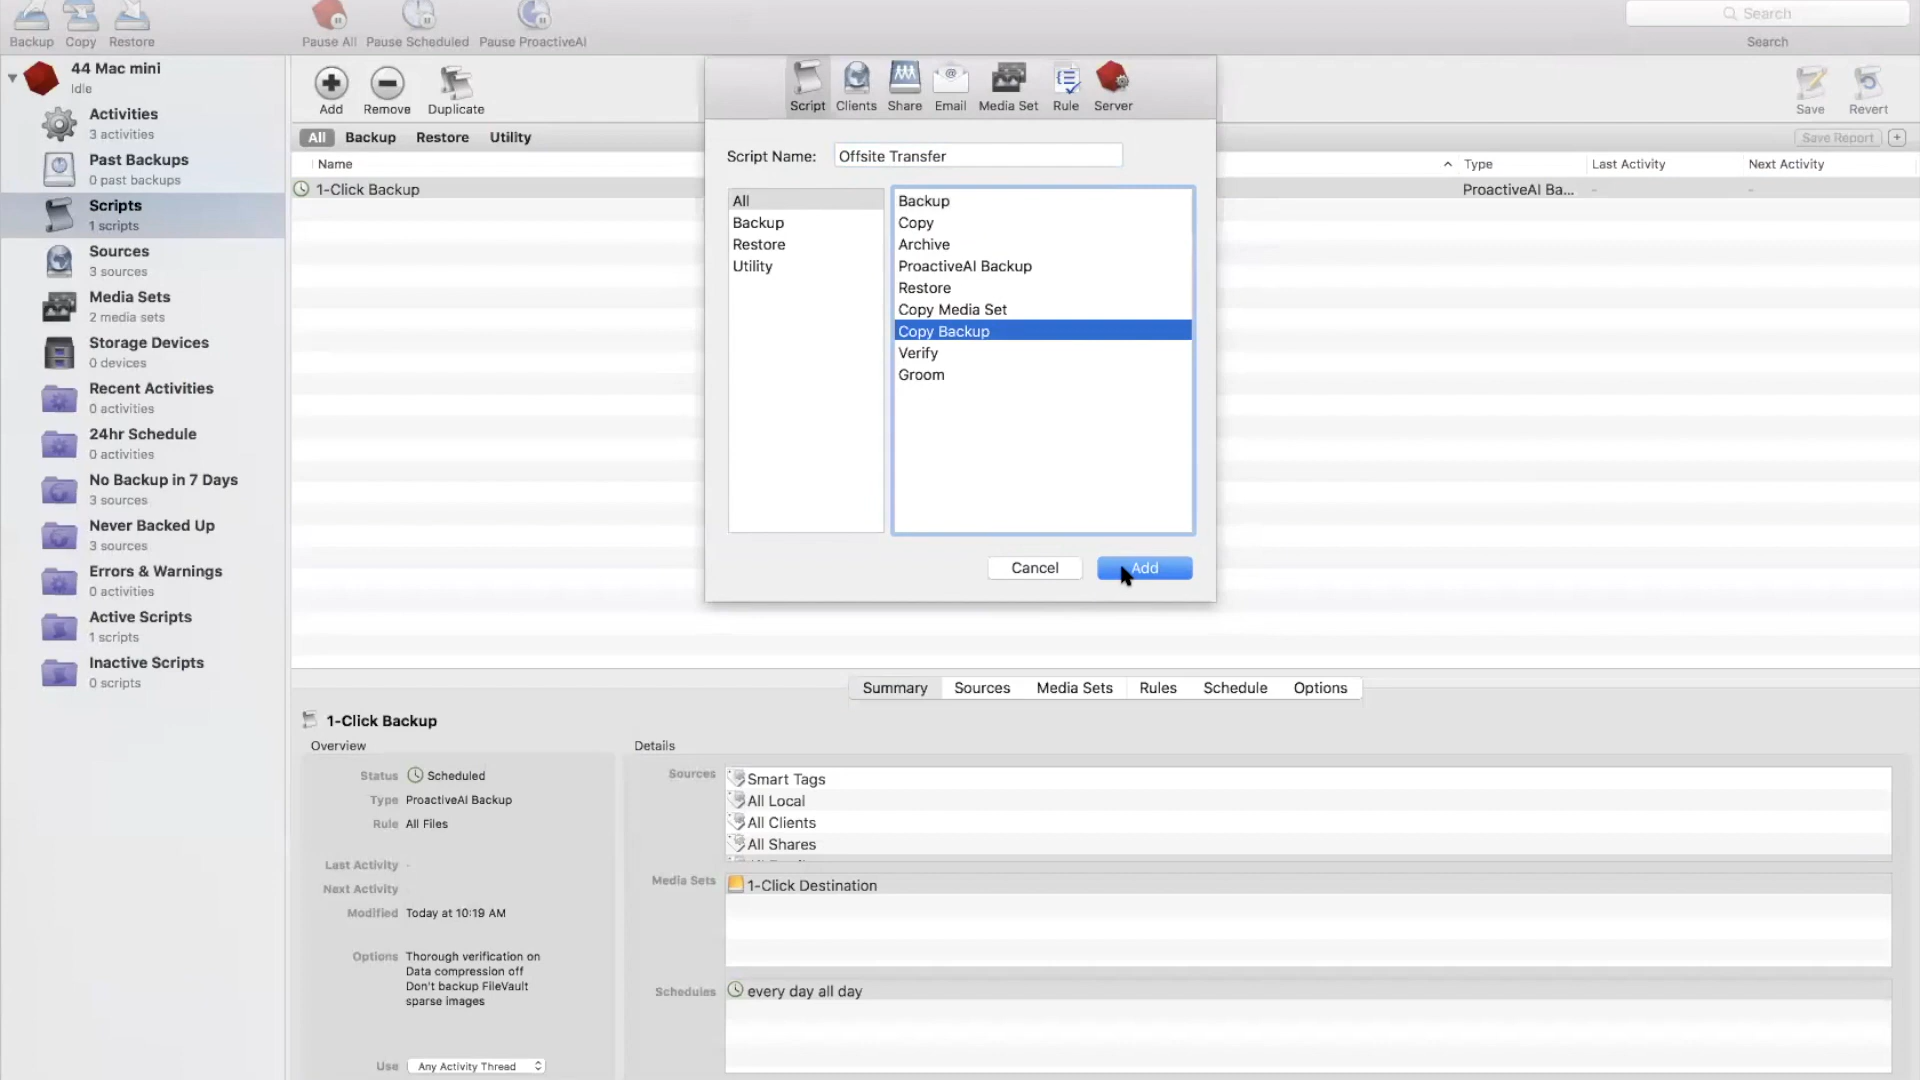 Backup Copy Restore
Pause All Pause Scheduled Pause ProactiveAI
Search
Search
44 Mac mini
Idle
Activities
3 activities
Past Backups
0 past backups
Scripts
1 scripts
Sources
3 sources
Media Sets
2 media sets
Storage Devices
0 devices
Recent Activities
0 activities
24hr Schedule
0 activities
No Backup in 7 Days
3 sources
Never Backed Up
3 sources
Errors & Warnings
0 activities
Active Scripts
1 scripts
Inactive Scripts
0 scripts
Add Remove Duplicate
Save Revert
All Backup Restore Utility
Save Report
Name Type Last Activity Next Activity
1-Click Backup ProactiveAI Ba... - -
Script Clients Share Email Media Set Rule Server
Script Name: Offsite Transfer
All
Backup
Restore
Utility
Backup
Copy
Archive
ProactiveAI Backup
Restore
Copy Media Set
Copy Backup
Verify
Groom
Cancel Add
Summary Sources Media Sets Rules Schedule Options
1-Click Backup
Overview
Status Scheduled
Type ProactiveAI Backup
Rule All Files
Last Activity -
Next Activity
Modified Today at 10:19 AM
Options Thorough verification on
Data compression off
Don't backup FileVault
sparse images
Use Any Activity Thread
Details
Sources
Smart Tags
All Local
All Clients
All Shares
Media Sets
1-Click Destination
Schedules
every day all day